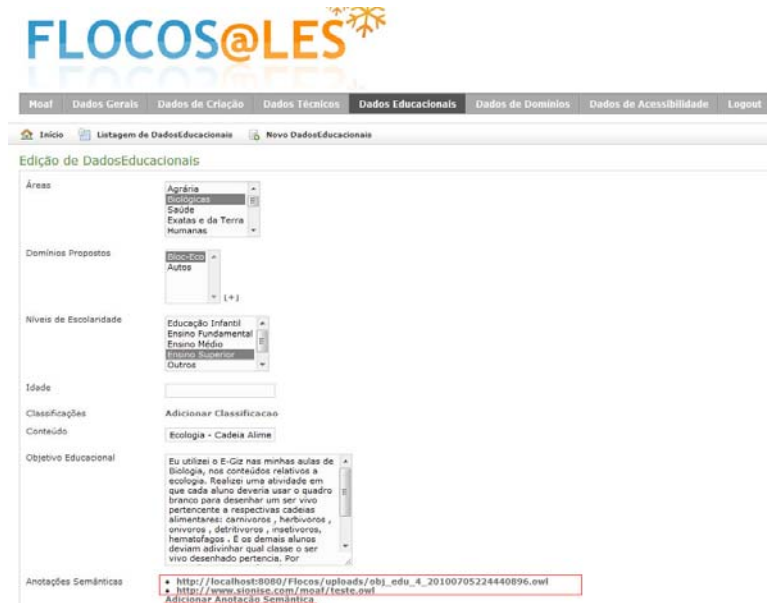 FLOCOS@LES
Moaf Dados Gerais Dados de Criação Dados Técnicos Dados Educacionais Dados de Domínios Dados de Acessibilidade Logout
Início Listagem de DadosEducacionais Novo DadosEducacionais
Edição de DadosEducacionais
Áreas
Agrária
Biológicas
Saúde
Exatas e da Terra
Humanas
Domínios Propostos
Bloc-Eco
Autos
[+]
Níveis de Escolaridade
Educação Infantil
Ensino Fundamental
Ensino Médio
Ensino Superior
Outros
Idade
Classificações Adicionar Classificacao
Conteúdo Ecologia - Cadeia Alime
Objetivo Educacional
Eu utilizei o E-Giz nas minhas aulas de
Biologia, nos conteúdos relativos a
ecologia. Realizei uma atividade em
que cada aluno deveria usar o quadro
branco para desenhar um ser vivo
pertencente a respectivas cadeias
alimentares: carnivoros , herbivoros ,
onivoros , detritivoros , insetivoros,
hematofagos . E os demais alunos
deviam adivinhar qual classe o ser
vivo desenhado pertencia. Por
Anotações Semânticas
• http://localhost:8080/Flocos/uploads/obj_edu_4_20100705224440896.owl
• http://www.sionise.com/moaf/teste.owl
Adicionar Anotação Semântica